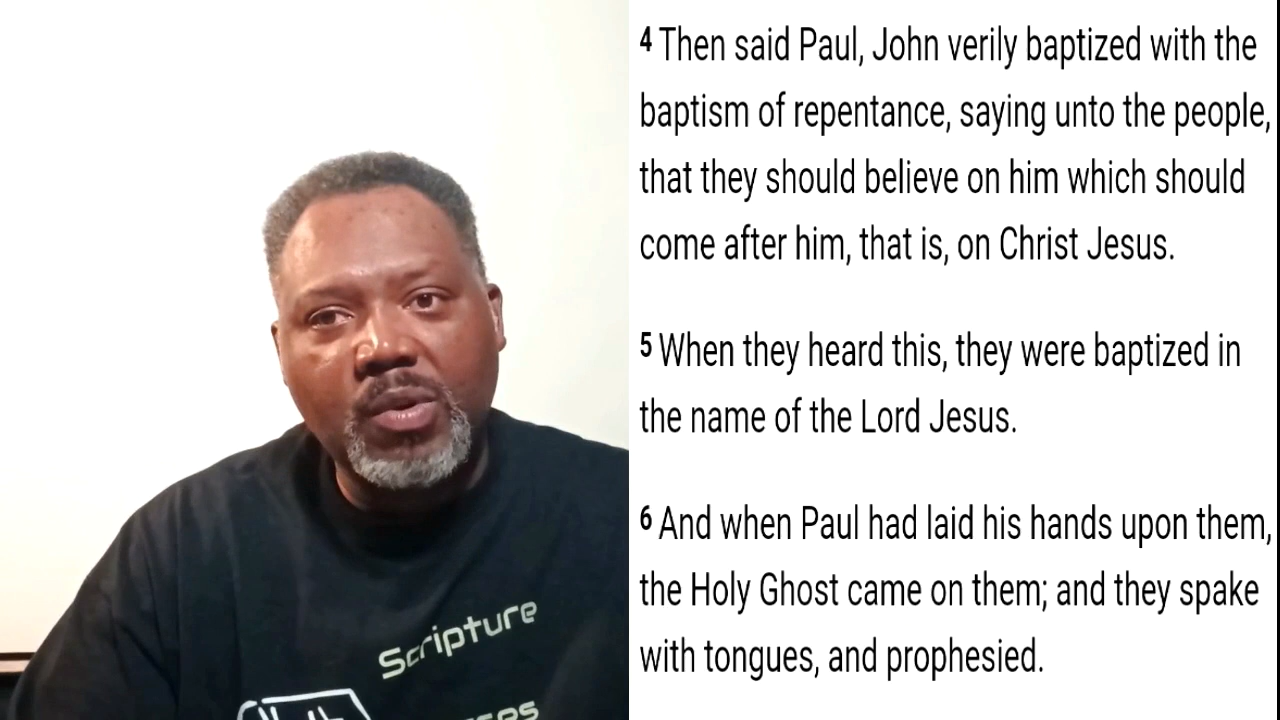 4 Then said Paul, John verily baptized with the
baptism of repentance, saying unto the people,
that they should believe on him which should
come after him, that is, on Christ Jesus.
5 When they heard this, they were baptized in
the name of the Lord Jesus.
6 And when Paul had laid his hands upon them,
the Holy Ghost came on them; and they spake
with tongues, and prophesied.
Scripture